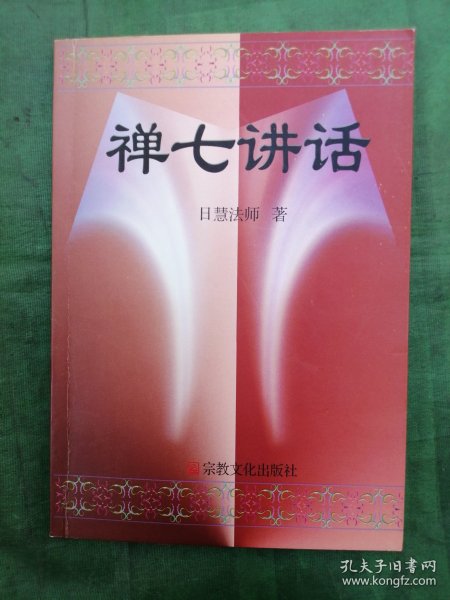 禅七讲话
日慧法师 著
宗教文化出版社
孔夫子旧书网
www.kongfz.com